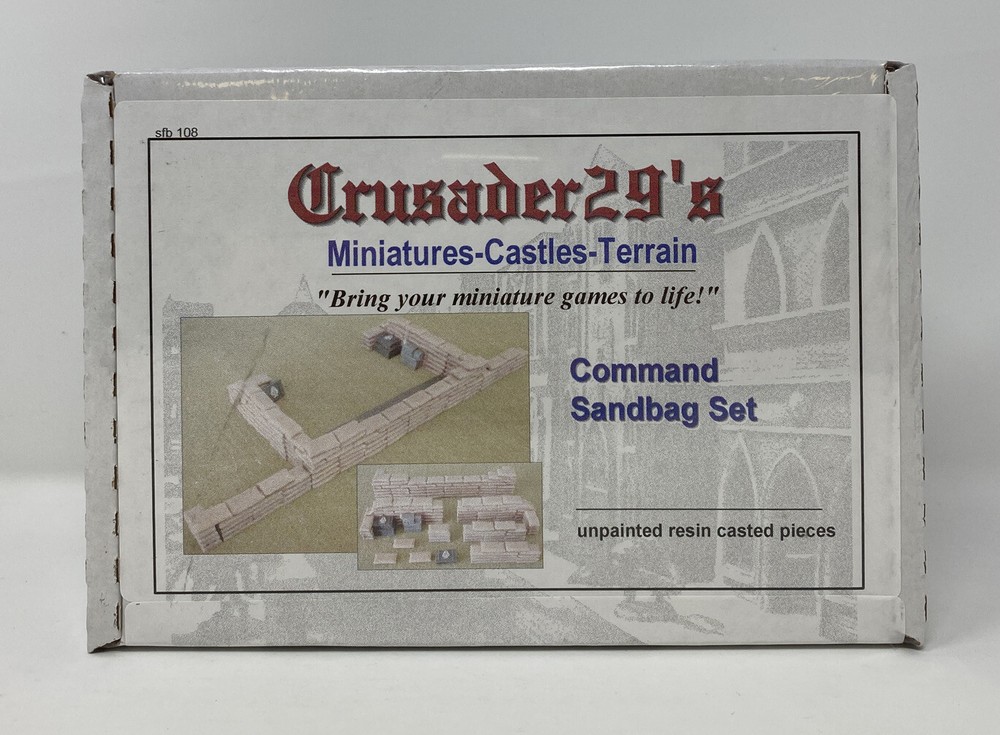 sfb 108
Crusader29's
Miniatures-Castles-Terrain
"Bring your miniature games to life!"
Command
Sandbag Set
unpainted resin casted pieces